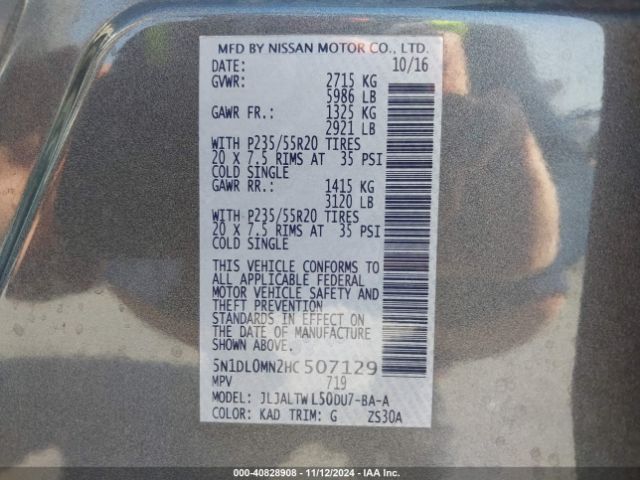 MFD BY NISSAN MOTOR CO., LTD.
DATE: 10/16
GVWR: 2715 KG
5986 LB
GAWR FR.: 1325 KG
2921 LB
WITH P235/55R20 TIRES
20 X 7.5 RIMS AT 35 PSI
COLD SINGLE
GAWR RR.: 1415 KG
3120 LB
WITH P235/55R20 TIRES
20 X 7.5 RIMS AT 35 PSI
COLD SINGLE
THIS VEHICLE CONFORMS TO
ALL APPLICABLE FEDERAL
MOTOR VEHICLE SAFETY AND
THEFT PREVENTION
STANDARDS IN EFFECT ON
THE DATE OF MANUFACTURE
SHOWN ABOVE.
5N1DL0MN2HC507129
MPV 719
MODEL: JLJALTWL50DU7-BA-A
COLOR: KAD TRIM: G ZS30A
000-40828908 - 11/12/2024 - IAA Inc.